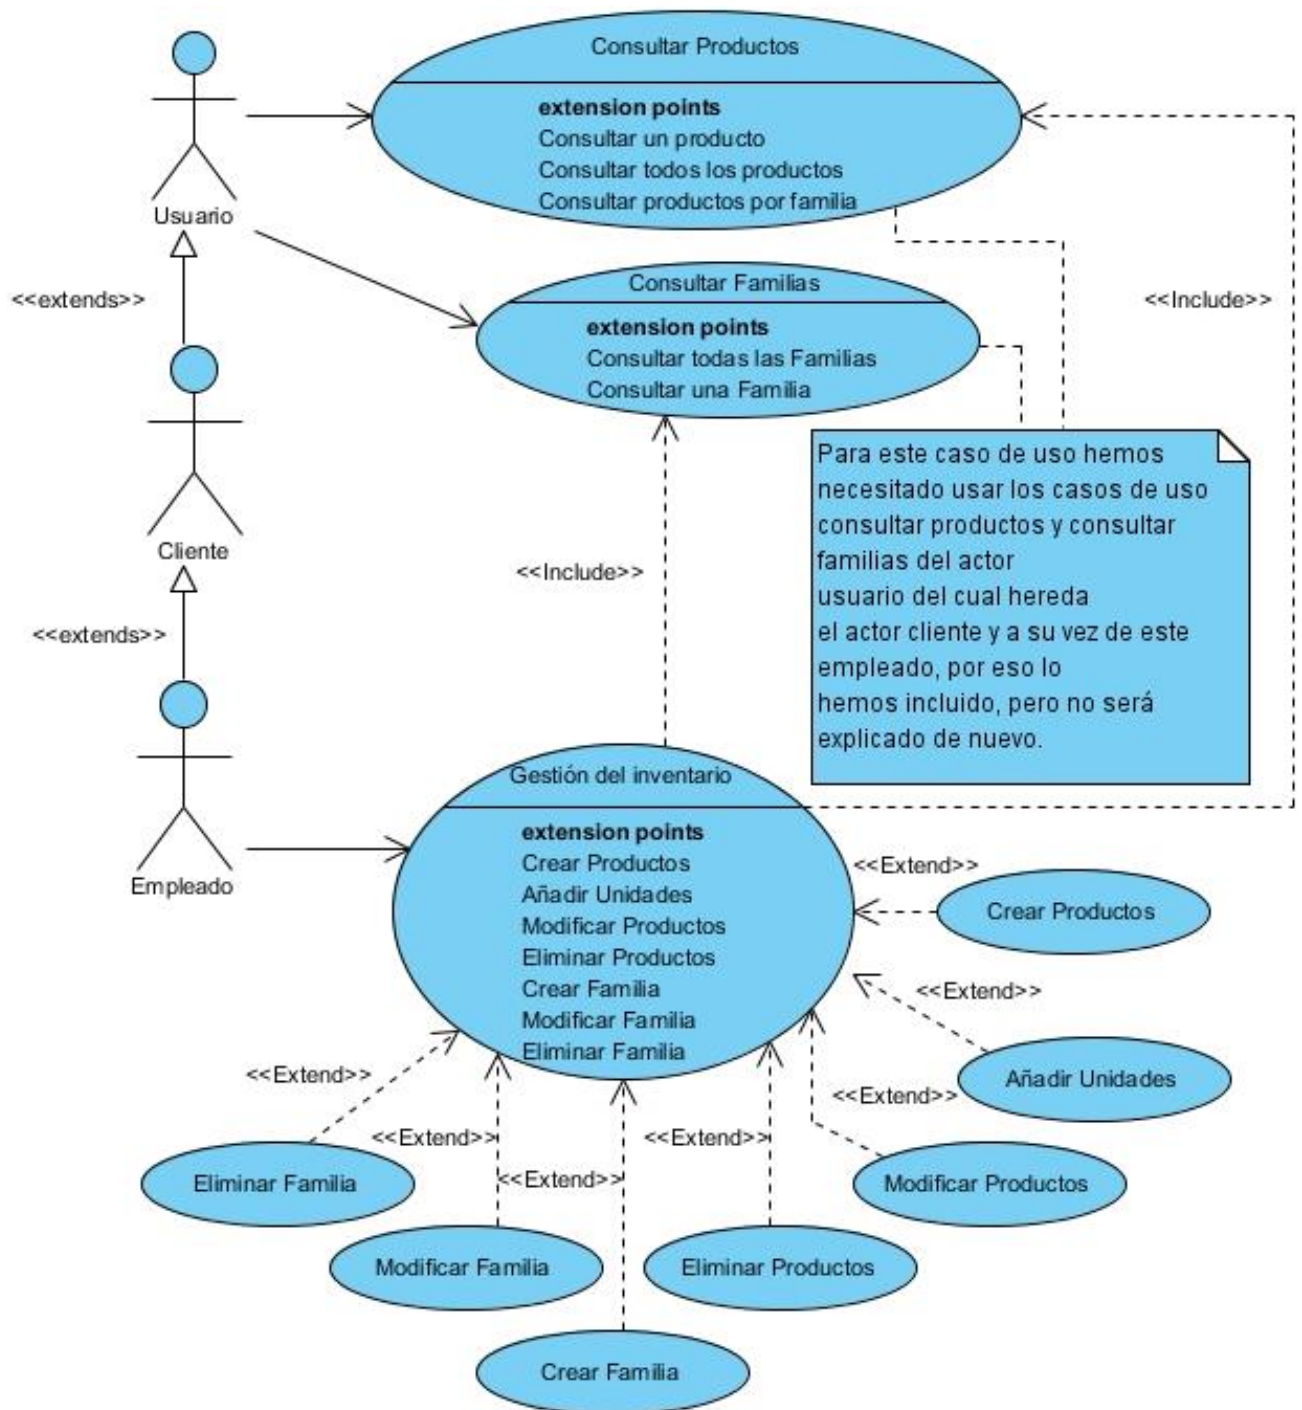 Consultar Productos
extension points
Consultar un producto
Consultar todos los productos
Consultar productos por familia
Usuario
<<extends>>
Consultar Familias
extension points
Consultar todas las Familias
Consultar una Familia
<<Include>>
Cliente
<<extends>>
<<Include>>
Para este caso de uso hemos
necesitado usar los casos de uso
consultar productos y consultar
familias del actor
usuario del cual hereda
el actor cliente y a su vez de este
empleado, por eso lo
hemos incluido, pero no será
explicado de nuevo.
Empleado
Gestión del inventario
extension points
Crear Productos
Añadir Unidades
Modificar Productos
Eliminar Productos
Crear Familia
Modificar Familia
Eliminar Familia
<<Extend>>
Crear Productos
<<Extend>>
Añadir Unidades
<<Extend>>
Modificar Productos
<<Extend>>
Eliminar Productos
<<Extend>>
Crear Familia
<<Extend>>
Modificar Familia
<<Extend>>
Eliminar Familia